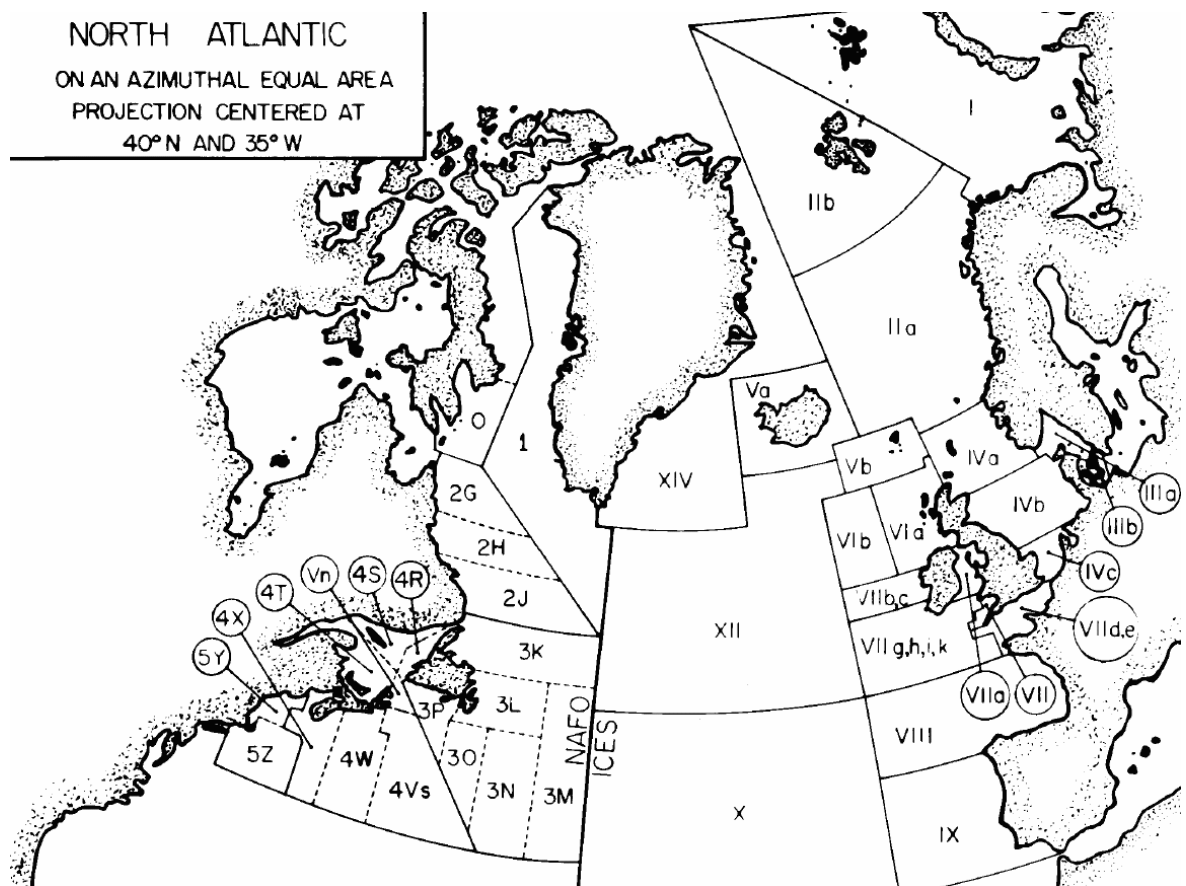 NORTH ATLANTIC
ON AN AZIMUTHAL EQUAL AREA
PROJECTION CENTERED AT
40° N AND 35° W
I
IIb
IIa
Va
O
1
XIV
Vb
IVa
IIIa
2G
VIb
VIa
IVb
IIIb
2H
IVc
Vn
4S
4R
2J
VIIb,c
4T
4X
XII
VIId,e
5Y
3K
VIIg,h,i,k
3P
3L
VIIa
VII
NAFO
ICES
5Z
4W
3O
VIII
4Vs
3N
3M
X
IX